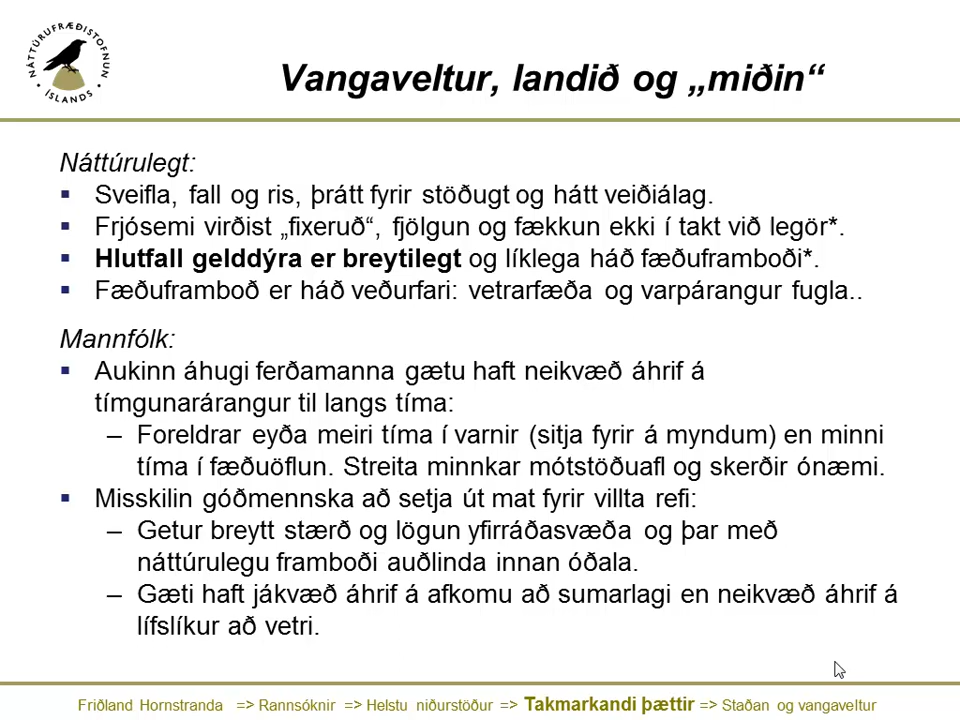 NÁTTÚRUFRÆÐISTOFNUN
• ÍSLANDS •
Vangaveltur, landið og „miðin“
Náttúrulegt:
▪ Sveifla, fall og ris, þrátt fyrir stöðugt og hátt veiðiálag.
▪ Frjósemi virðist „fixeruð“, fjölgun og fækkun ekki í takt við legör*.
▪ Hlutfall gelddýra er breytilegt og líklega háð fæðuframboði*.
▪ Fæðuframboð er háð veðurfari: vetrarfæða og varpárangur fugla..
Mannfólk:
▪ Aukinn áhugi ferðamanna gætu haft neikvæð áhrif á
tímgunarárangur til langs tíma:
– Foreldrar eyða meiri tíma í varnir (sitja fyrir á myndum) en minni
tíma í fæðuöflun. Streita minnkar mótstöðuafl og skerðir ónæmi.
▪ Misskilin góðmennska að setja út mat fyrir villta refi:
– Getur breytt stærð og lögun yfirráðasvæða og þar með
náttúrulegu framboði auðlinda innan óðala.
– Gæti haft jákvæð áhrif á afkomu að sumarlagi en neikvæð áhrif á
lífslíkur að vetri.
Friðland Hornstranda => Rannsóknir => Helstu niðurstöður => Takmarkandi þættir => Staðan og vangaveltur